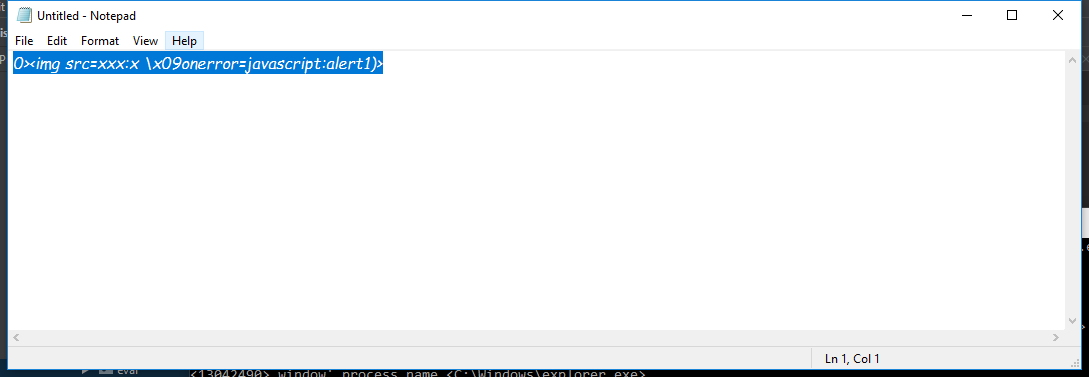 Untitled - Notepad
File Edit Format View Help
0><img src=xxx:x \x09onerror=javascript:alert1)>
Ln 1, Col 1
eval
<13042490> window' process name <C:\Windows\explorer.exe>